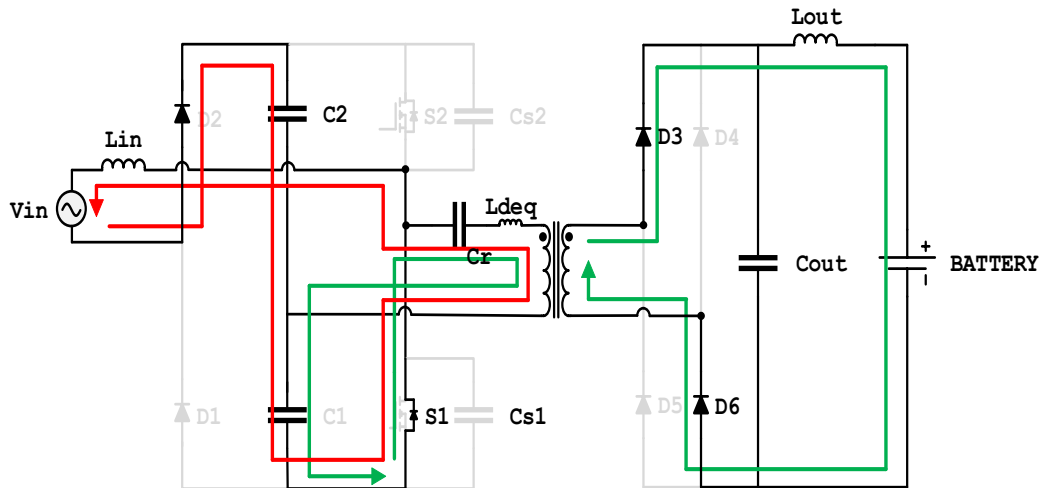 Lout
D2
C2
S2
Cs2
D3
D4
Lin
Vin
Ldeq
Cr
Cout
+
BATTERY
D1
C1
S1
Cs1
D5
D6